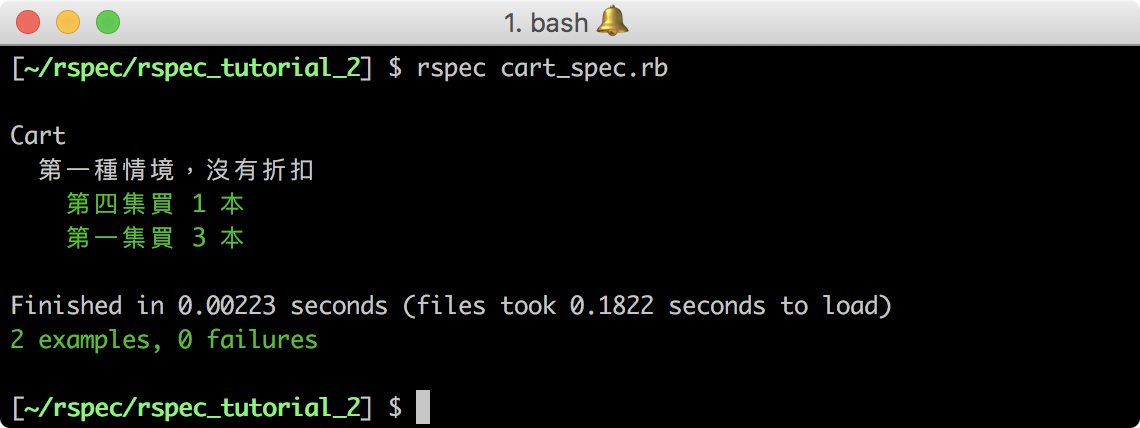 1. bash
[~/rspec/rspec_tutorial_2] $ rspec cart_spec.rb
Cart
第一種情境，沒有折扣
第四集買 1 本
第一集買 3 本
Finished in 0.00223 seconds (files took 0.1822 seconds to load)
2 examples, 0 failures
[~/rspec/rspec_tutorial_2] $